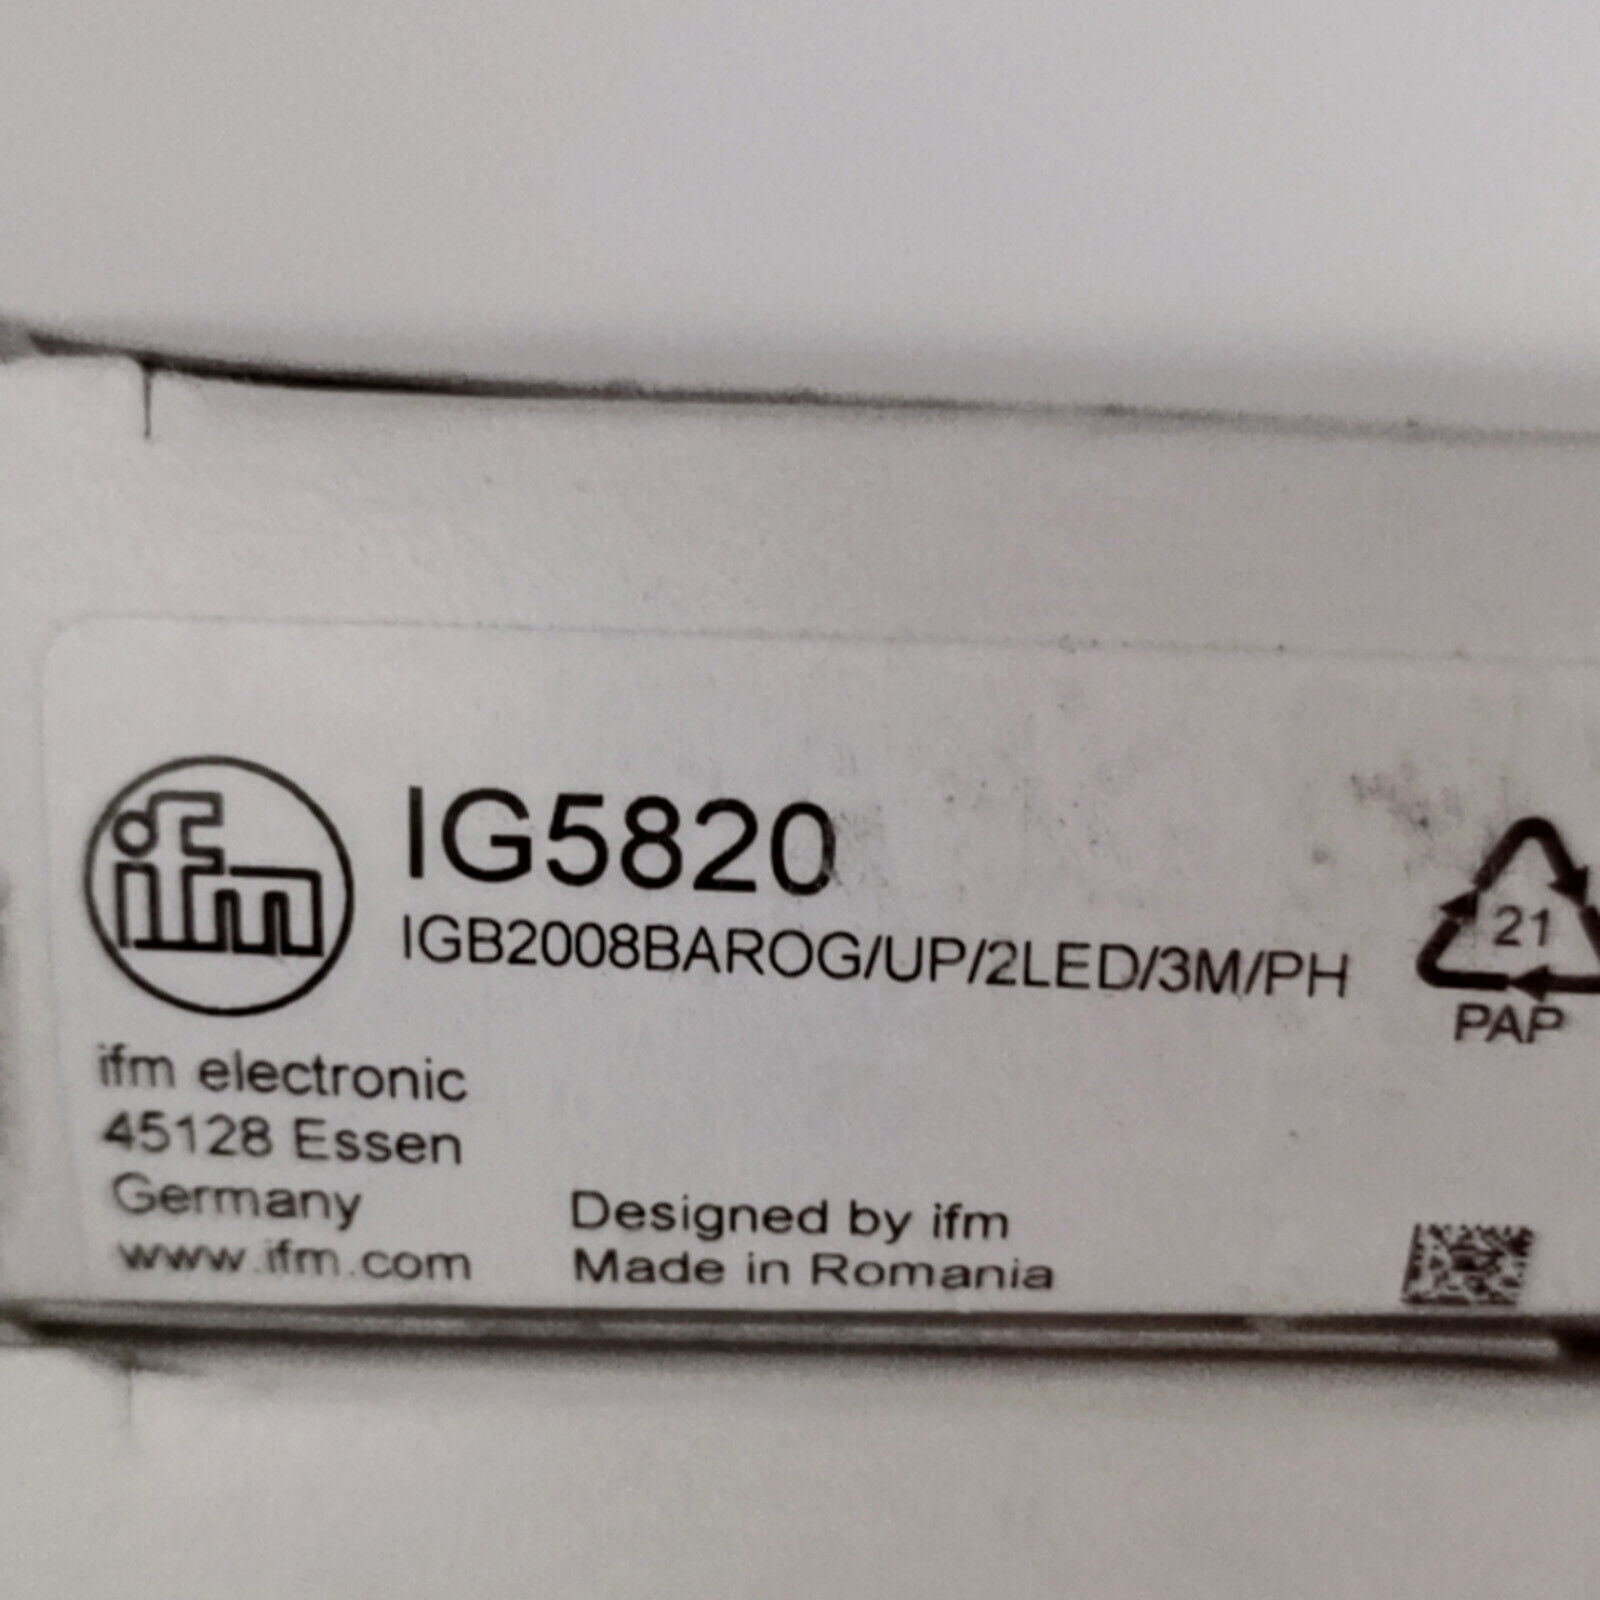 ifm
IG5820
IGB2008BAROG/UP/2LED/3M/PH
21
PAP
ifm electronic
45128 Essen
Germany
www.ifm.com
Designed by ifm
Made in Romania